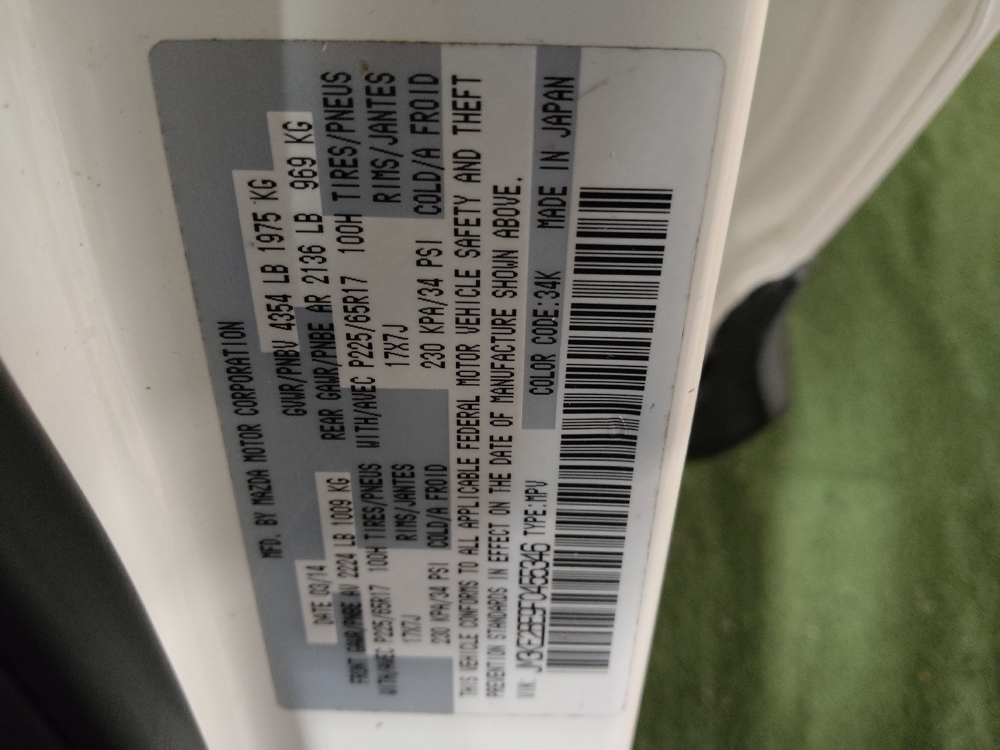 MFD. BY MAZDA MOTOR CORPORATION
DATE 03/14 GVWR/PNBV 4354 LB 1975 KG
FRONT GAWR/PNBE AV 2224 LB 1009 KG REAR GAWR/PNBE AR 2136 LB 969 KG
WITH/AVEC P225/65R17 100H TIRES/PNEUS WITH/AVEC P225/65R17 100H TIRES/PNEUS
17X7J RIMS/JANTES 17X7J RIMS/JANTES
230 KPA/34 PSI COLD/A FROID 230 KPA/34 PSI COLD/A FROID
THIS VEHICLE CONFORMS TO ALL APPLICABLE FEDERAL MOTOR VEHICLE SAFETY AND THEFT
PREVENTION STANDARDS IN EFFECT ON THE DATE OF MANUFACTURE SHOWN ABOVE.
VIN: JM3KE2BE9F0455346 TYPE:MPV COLOR CODE:34K MADE IN JAPAN